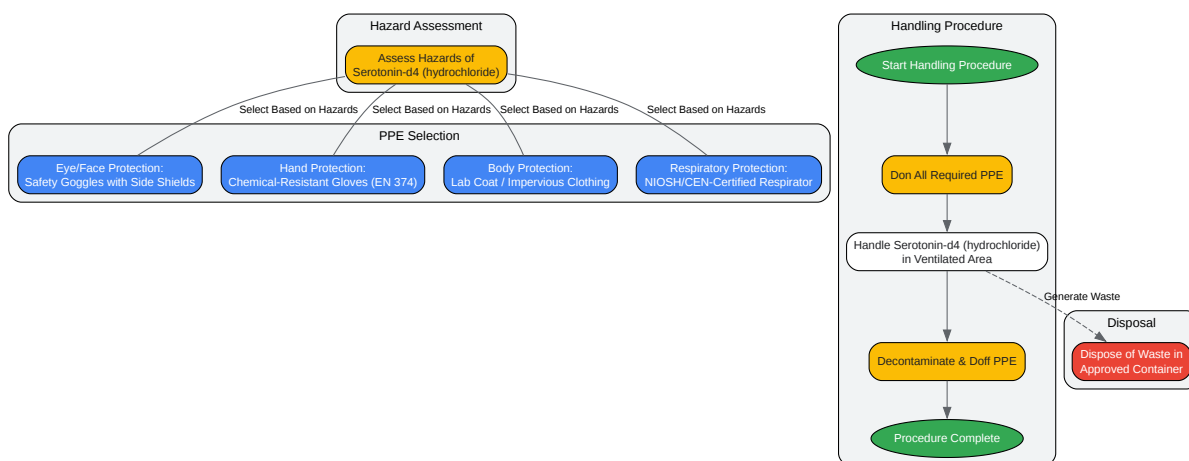 Hazard Assessment
Assess Hazards of
Serotonin-d4 (hydrochloride)
Select Based on Hazards
Select Based on Hazards
Select Based on Hazards
Select Based on Hazards
PPE Selection
Eye/Face Protection:
Safety Goggles with Side Shields
Hand Protection:
Chemical-Resistant Gloves (EN 374)
Body Protection:
Lab Coat / Impervious Clothing
Respiratory Protection:
NIOSH/CEN-Certified Respirator
Handling Procedure
Start Handling Procedure
Don All Required PPE
Handle Serotonin-d4 (hydrochloride)
in Ventilated Area
Generate Waste
Disposal
Dispose of Waste in
Approved Container
Decontaminate & Doff PPE
Procedure Complete